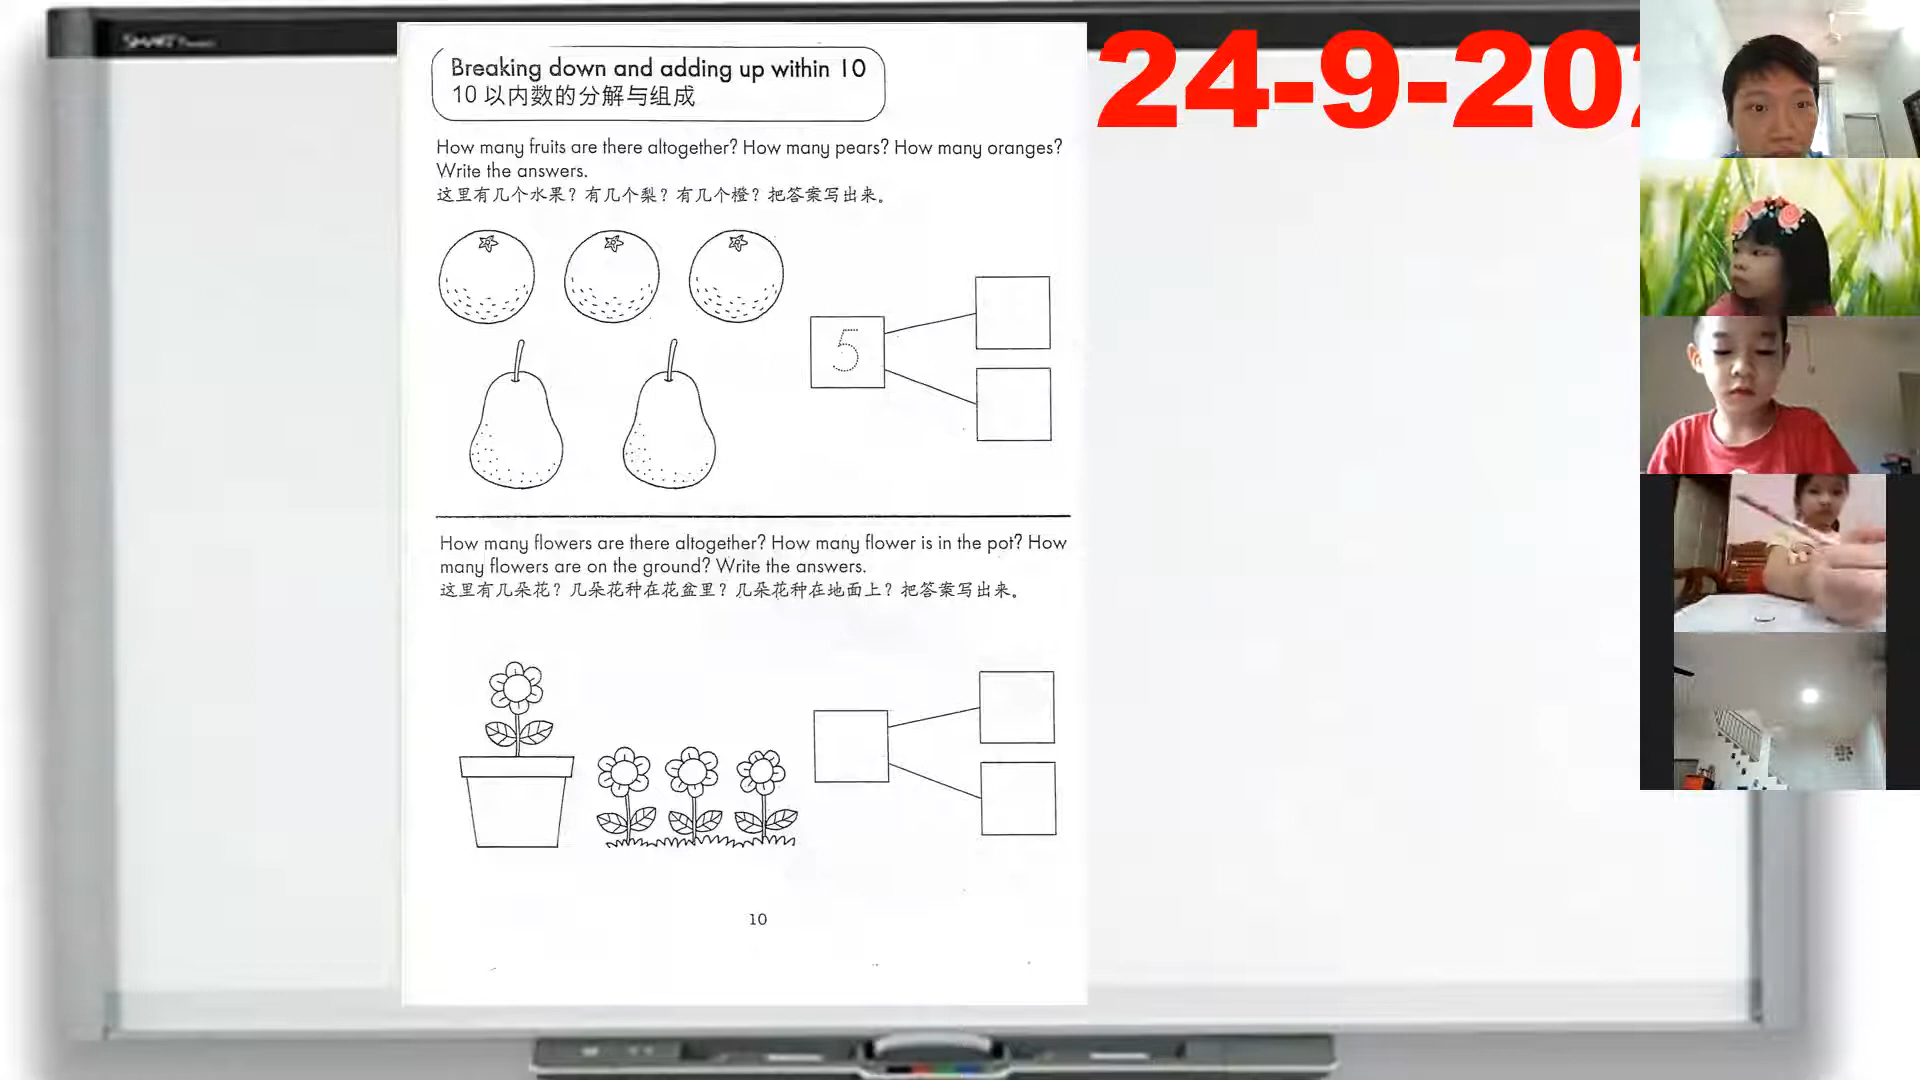 SMART
24-9-202
Breaking down and adding up within 10
10 以内数的分解与组成
How many fruits are there altogether? How many pears? How many oranges?
Write the answers.
这里有几个水果？有几个梨？有几个橙？把答案写出来。
5
How many flowers are there altogether? How many flower is in the pot? How
many flowers are on the ground? Write the answers.
这里有几朵花？几朵花种在花盆里？几朵花种在地面上？把答案写出来。
10